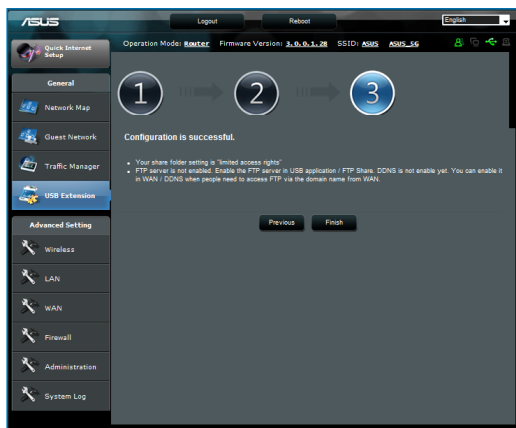 ASUS
Logout
Reboot
English
Quick Internet
Setup
Operation Mode: Router Firmware Version: 3.0.0.1.28 SSID: ASUS ASUS_5G
General
Network Map
Guest Network
Traffic Manager
USB Extension
Advanced Setting
Wireless
LAN
WAN
Firewall
Administration
System Log
1
2
3
Configuration is successful.
Your share folder setting is "limited access rights"
FTP server is not enabled. Enable the FTP server in USB application / FTP Share. DDNS is not enable yet. You can enable it
in WAN / DDNS when people need to access FTP via the domain name from WAN.
Previous
Finish